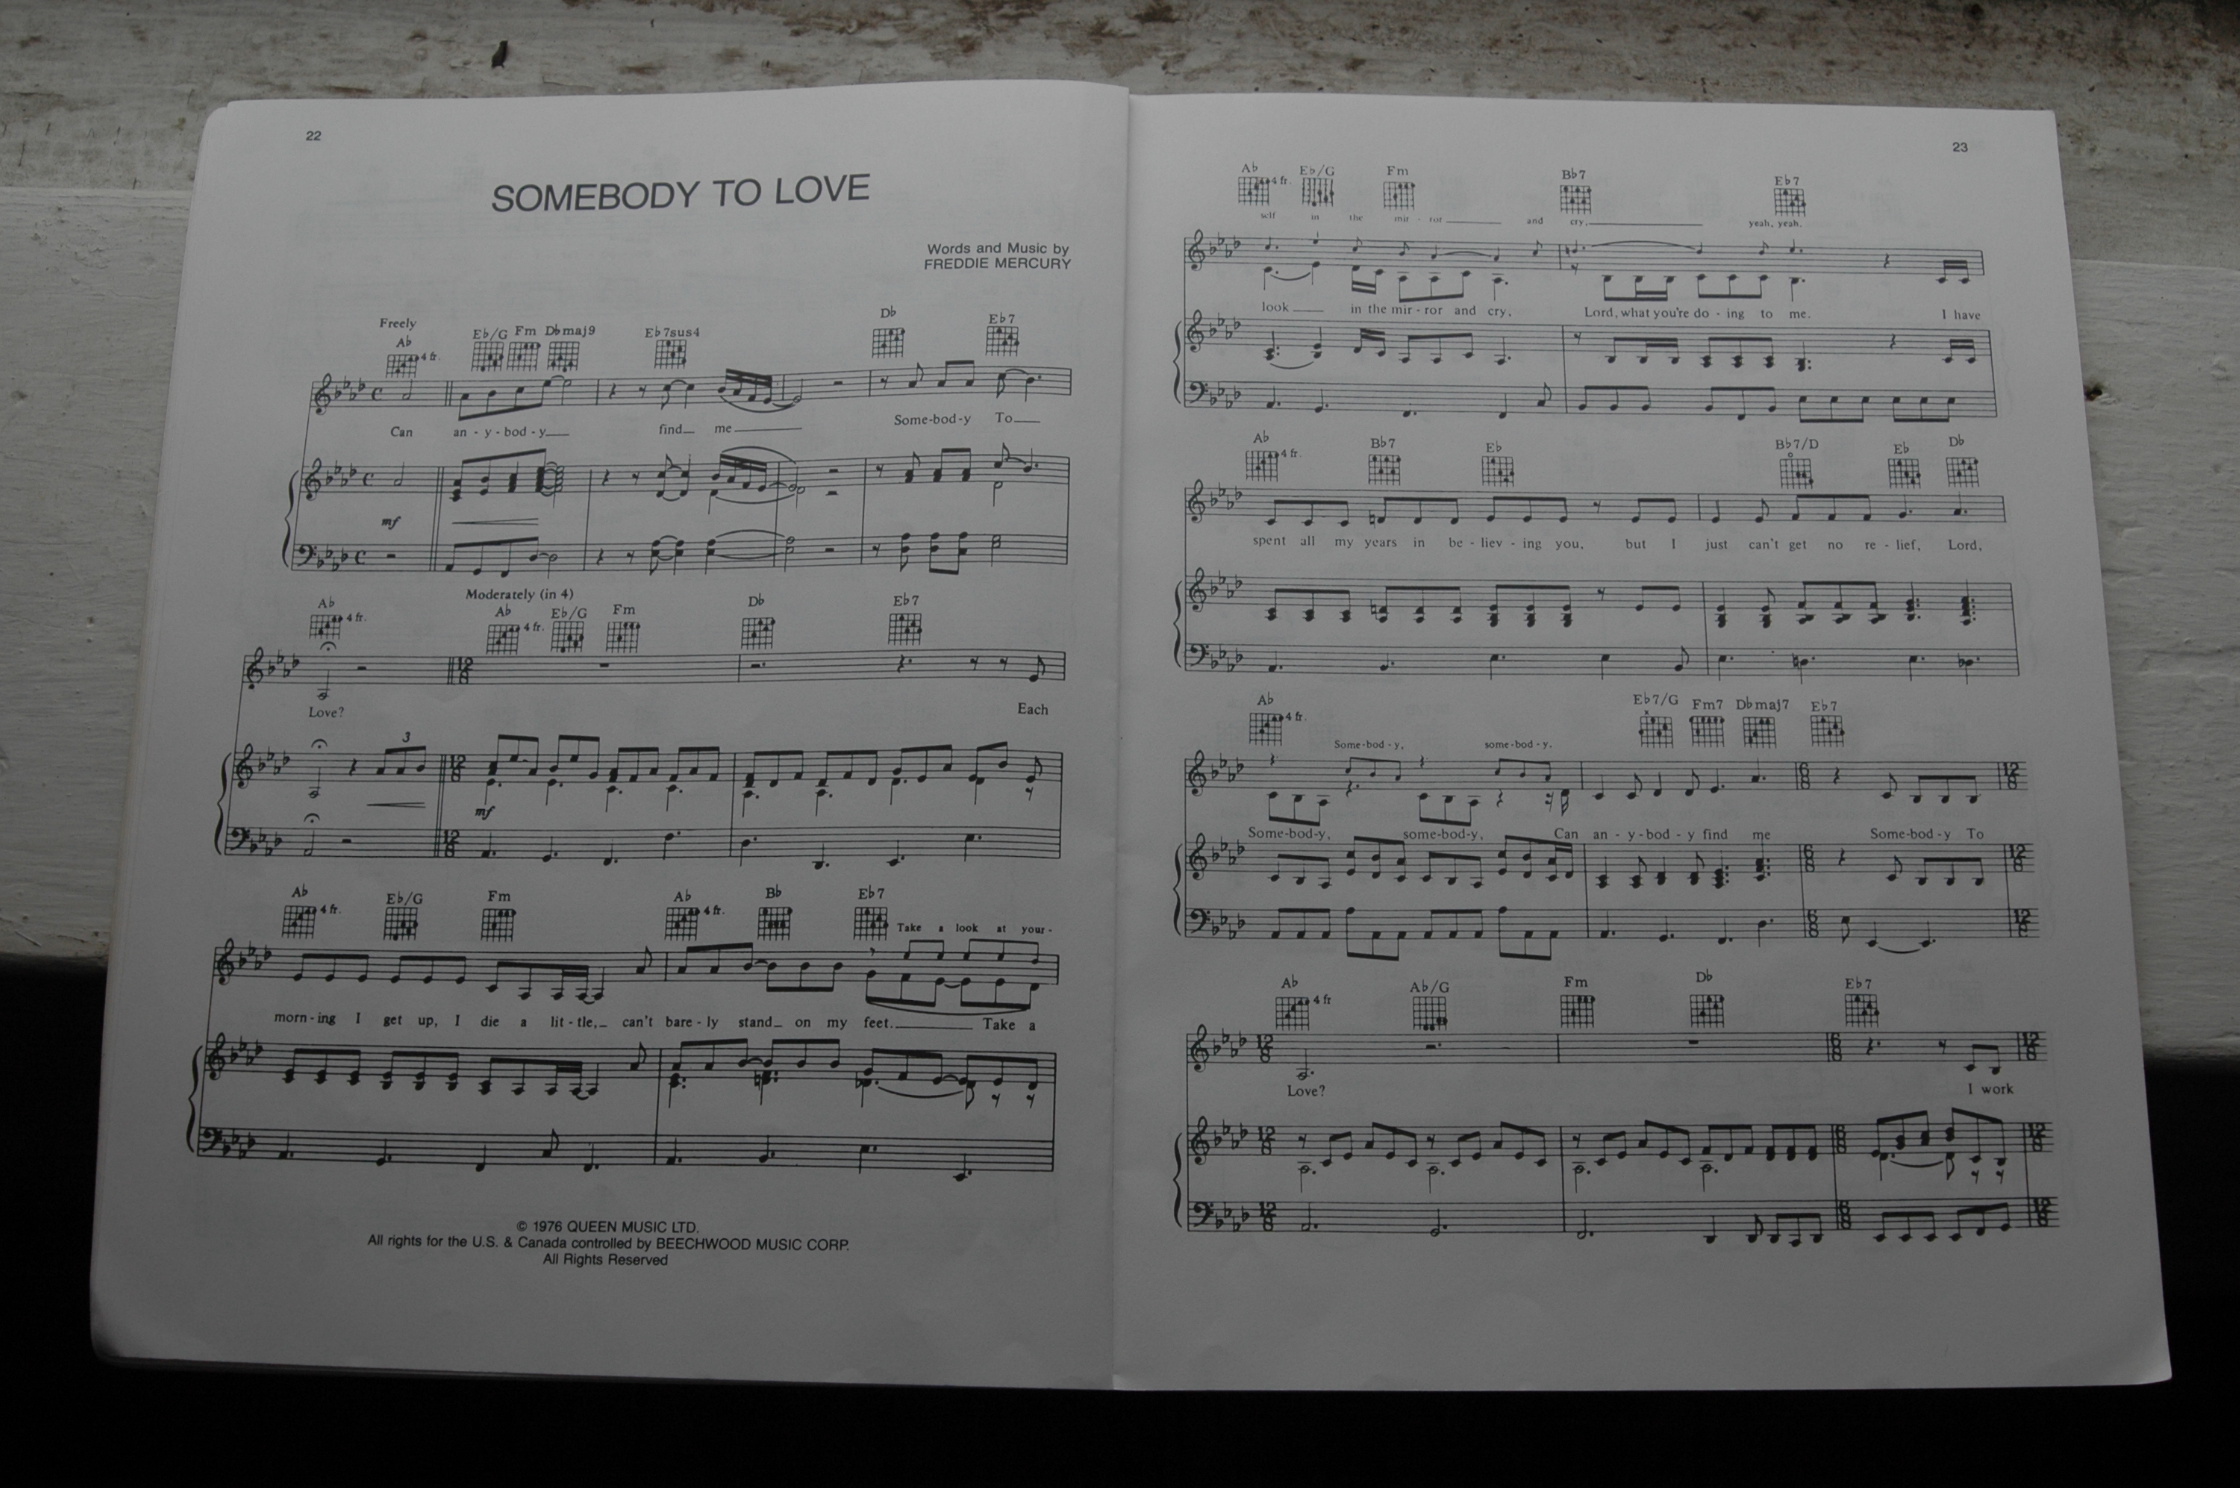 22
SOMEBODY TO LOVE
Words and Music by
FREDDIE MERCURY
Freely
Ab Eb/G Fm Dbmaj9 Eb7sus4 Db Eb7
4 fr.
Can an-y-bod-y find me Some-bod-y To
mf
Moderately (in 4)
Ab Ab Eb/G Fm Db Eb7
4 fr. 4 fr.
Love? Each
3
mf
Ab Eb/G Fm Ab Bb Eb7
4 fr. 4 fr.
Take a look at your-
morn-ing I get up, I die a lit-tle, can't bare-ly stand on my feet. Take a
© 1976 QUEEN MUSIC LTD.
All rights for the U.S. & Canada controlled by BEECHWOOD MUSIC CORP.
All Rights Reserved
23
Ab Eb/G Fm Bb7 Eb7
4 fr.
self in the mir-ror and cry, yeah, yeah.
look in the mir-ror and cry, Lord, what you're do-ing to me. I have
Ab Bb7 Eb Bb7/D Eb Db
4 fr.
spent all my years in be-liev-ing you, but I just can't get no re-lief, Lord,
Ab Eb7/G Fm7 Dbmaj7 Eb7
4 fr.
Some-bod-y, some-bod-y.
Some-bod-y, some-bod-y, Can an-y-bod-y find me Some-bod-y To
Ab Ab/G Fm Db Eb7
4 fr
Love? I work